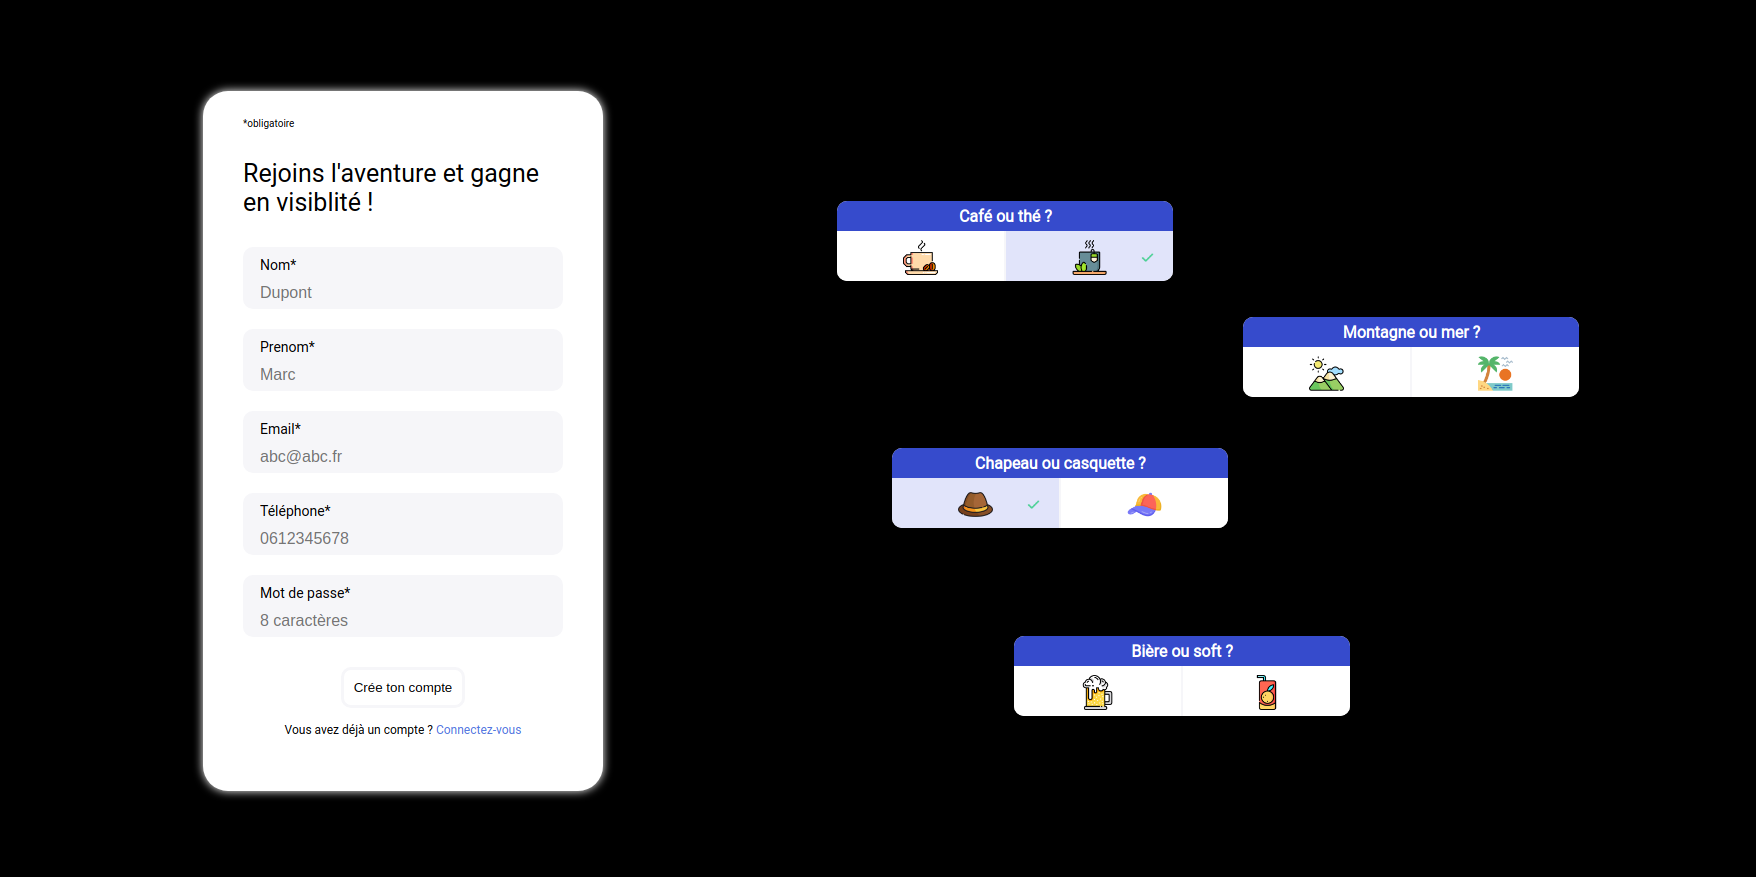 *obligatoire
Rejoins l'aventure et gagne
en visiblité !
Nom*
Dupont
Prenom*
Marc
Email*
abc@abc.fr
Téléphone*
0612345678
Mot de passe*
8 caractères
Crée ton compte
Vous avez déjà un compte ? Connectez-vous
Café ou thé ?
Montagne ou mer ?
Chapeau ou casquette ?
Bière ou soft ?